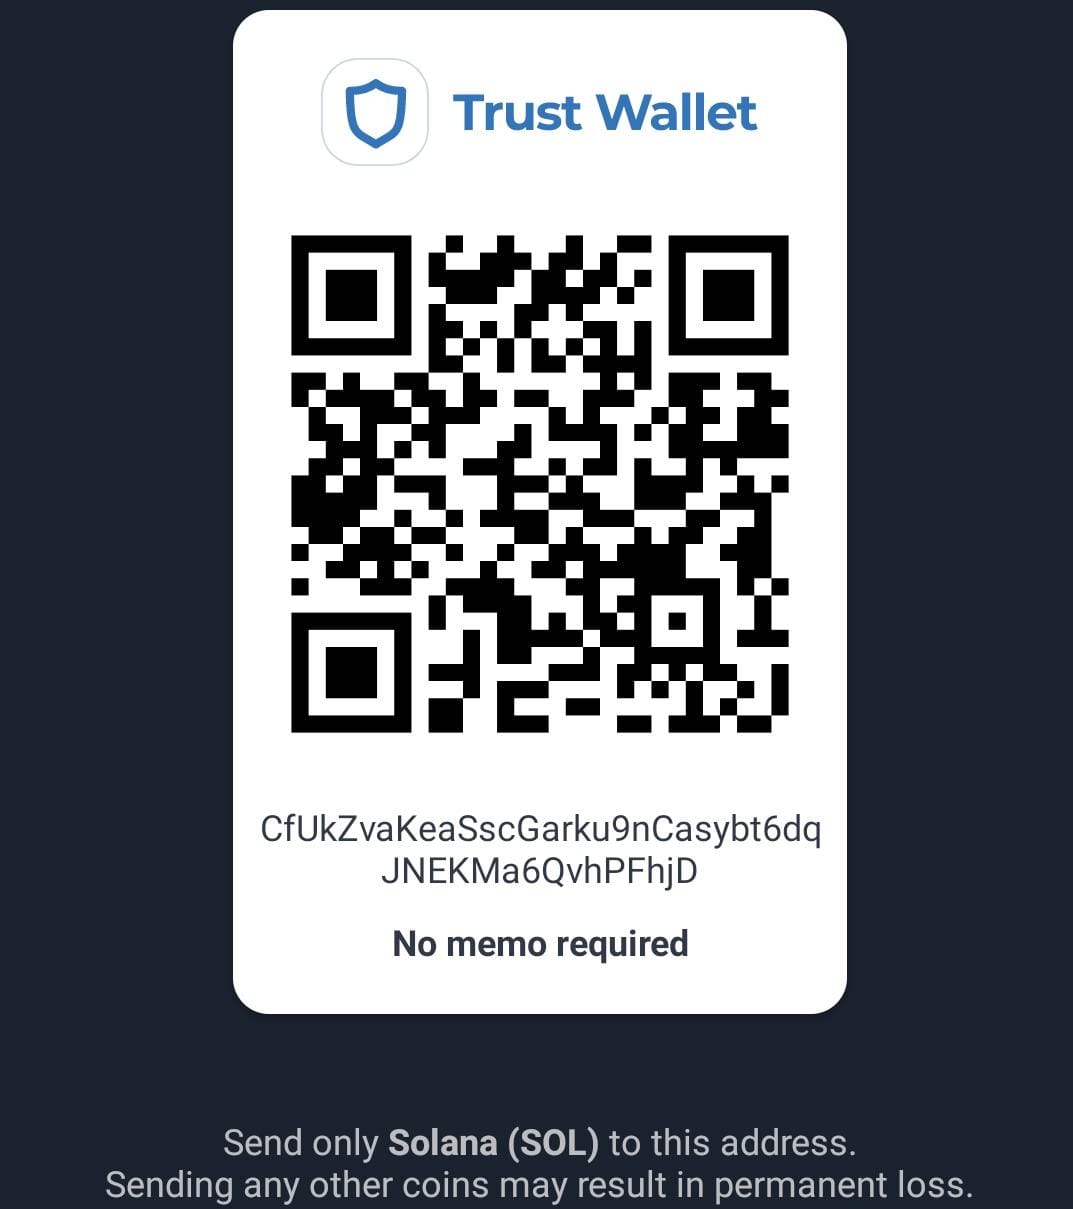 Trust Wallet
CfUkZvaKeaSscGarku9nCasybt6dq
JNEKMa6QvhPFhjD
No memo required
Send only Solana (SOL) to this address.
Sending any other coins may result in permanent loss.